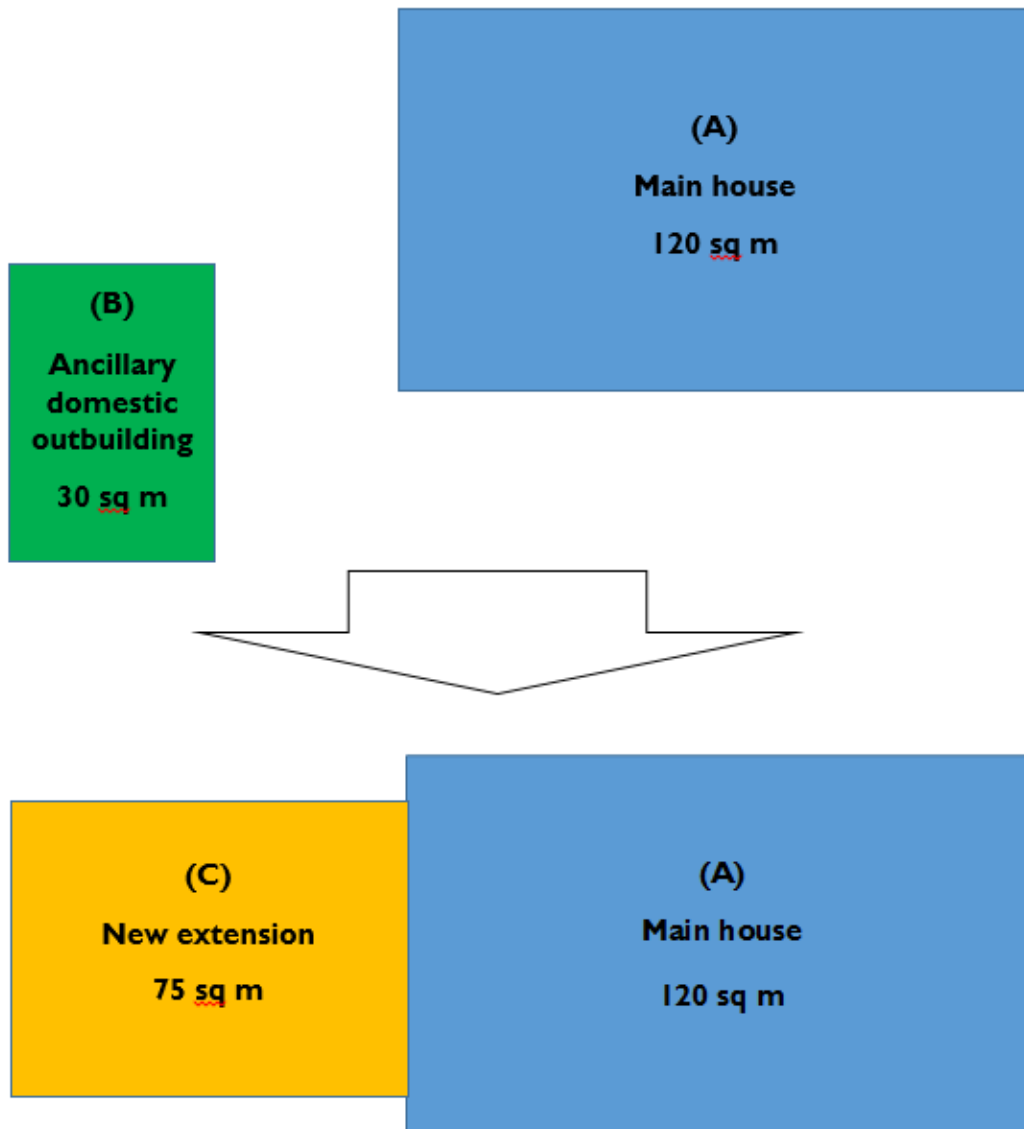 (A)
Main house
120 sq m
(B)
Ancillary
domestic
outbuilding
30 sq m
(C)
New extension
75 sq m
(A)
Main house
120 sq m